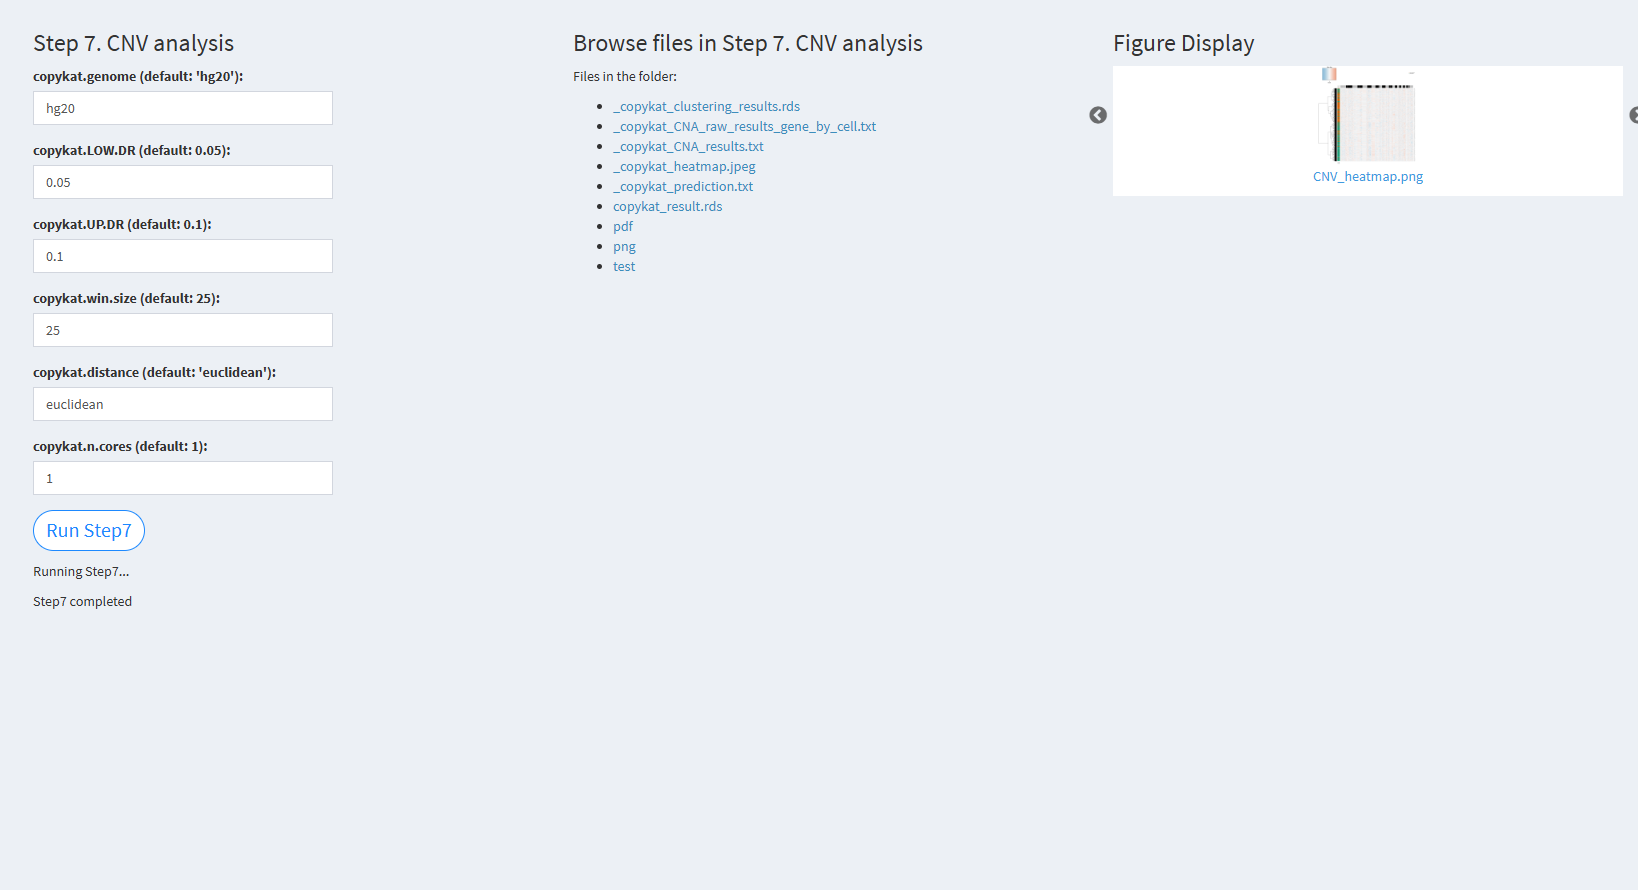 Step 7. CNV analysis
copykat.genome (default: 'hg20'):
hg20
copykat.LOW.DR (default: 0.05):
0.05
copykat.UP.DR (default: 0.1):
0.1
copykat.win.size (default: 25):
25
copykat.distance (default: 'euclidean'):
euclidean
copykat.n.cores (default: 1):
1
Run Step7
Running Step7...
Step7 completed
Browse files in Step 7. CNV analysis
Files in the folder:
_copykat_clustering_results.rds
_copykat_CNA_raw_results_gene_by_cell.txt
_copykat_CNA_results.txt
_copykat_heatmap.jpeg
_copykat_prediction.txt
copykat_result.rds
pdf
png
test
Figure Display
CNV_heatmap.png